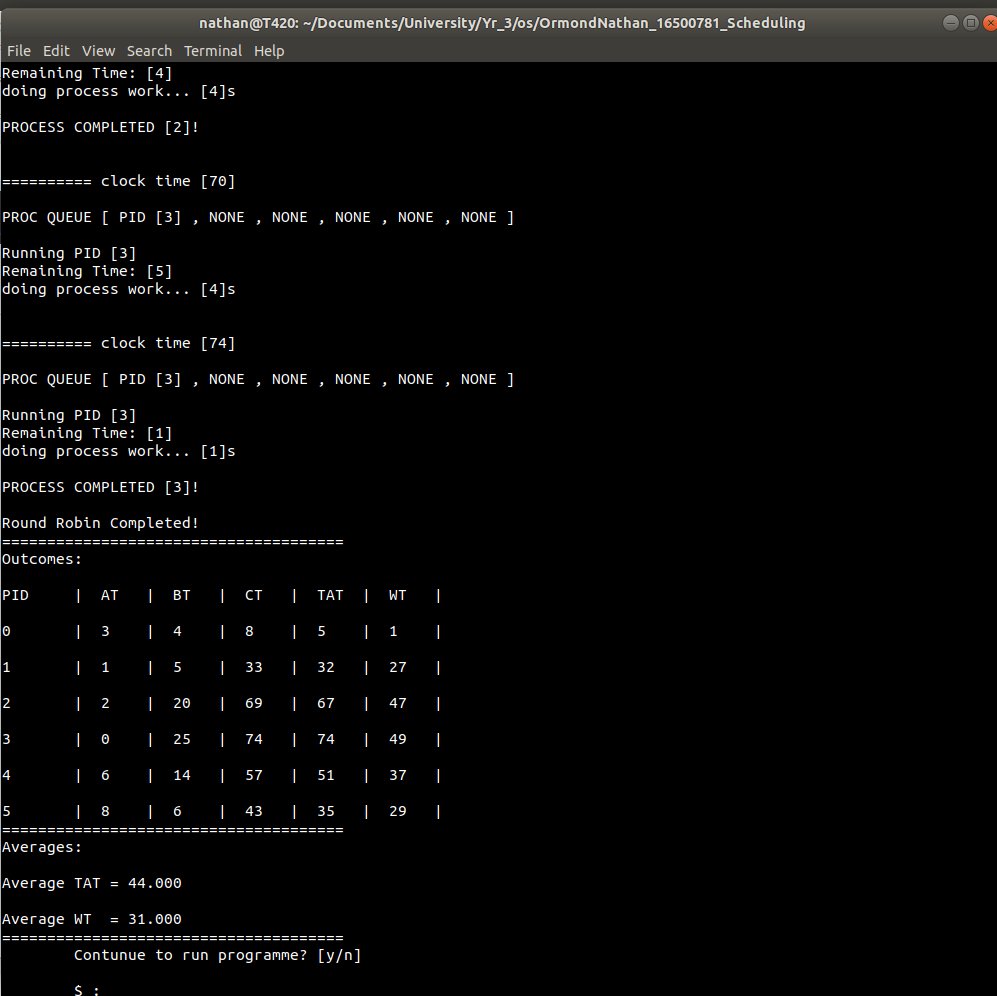 nathan@T420: ~/Documents/University/Yr_3/os/OrmondNathan_16500781_Scheduling
File Edit View Search Terminal Help
Remaining Time: [4]
doing process work... [4]s
PROCESS COMPLETED [2]!
========== clock time [70]
PROC QUEUE [ PID [3] , NONE , NONE , NONE , NONE , NONE ]
Running PID [3]
Remaining Time: [5]
doing process work... [4]s
========== clock time [74]
PROC QUEUE [ PID [3] , NONE , NONE , NONE , NONE , NONE ]
Running PID [3]
Remaining Time: [1]
doing process work... [1]s
PROCESS COMPLETED [3]!
Round Robin Completed!
======================================
Outcomes:
PID | AT | BT | CT | TAT | WT |
0 | 3 | 4 | 8 | 5 | 1 |
1 | 1 | 5 | 33 | 32 | 27 |
2 | 2 | 20 | 69 | 67 | 47 |
3 | 0 | 25 | 74 | 74 | 49 |
4 | 6 | 14 | 57 | 51 | 37 |
5 | 8 | 6 | 43 | 35 | 29 |
======================================
Averages:
Average TAT = 44.000
Average WT = 31.000
======================================
Contunue to run programme? [y/n]
$ :